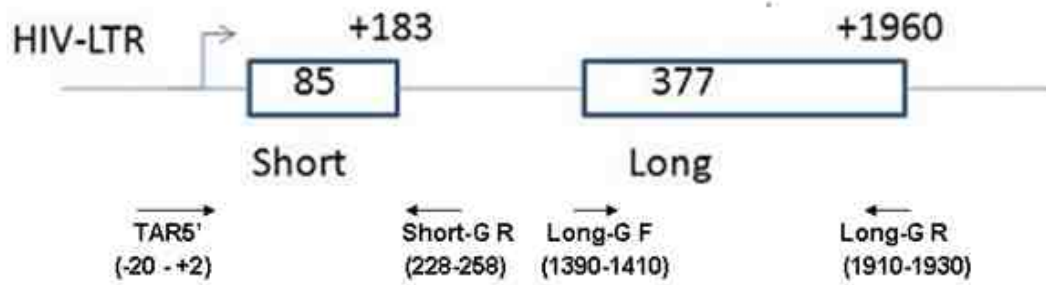 HIV-LTR +183 +1960
85 377
Short Long
TAR5' Short-G R Long-G F Long-G R
(-20 - +2) (228-258) (1390-1410) (1910-1930)